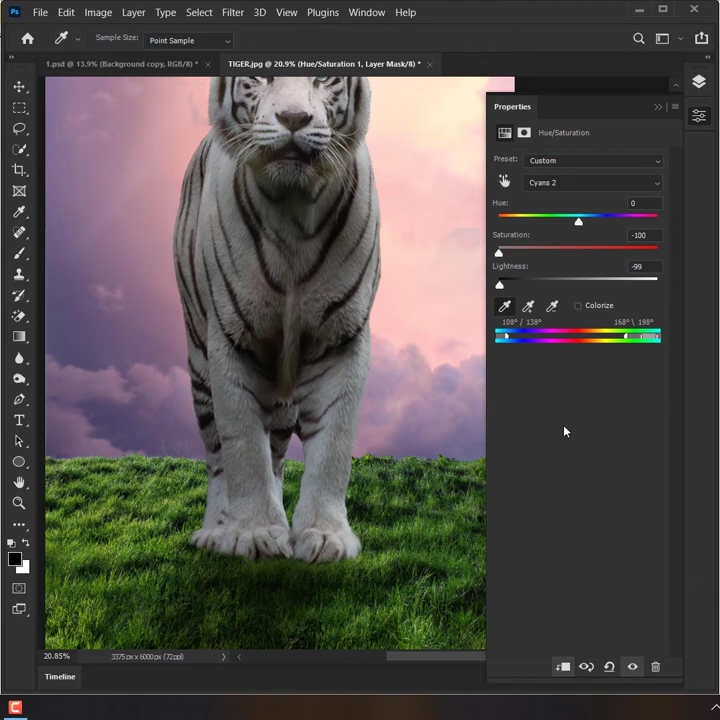 Ps File Edit Image Layer Type Select Filter 3D View Plugins Window Help
Sample Size: Point Sample
1.psd @ 13.9% (Background copy, RGB/8) * × TIGER.jpg @ 20.9% (Hue/Saturation 1, Layer Mask/8) * ×
Properties
Hue/Saturation
Preset: Custom
Cyans 2
Hue: 0
Saturation: -100
Lightness: -99
Colorize
108° / 138° 168° \ 198°
T
20.85% 3375 px x 6000 px (72 ppi)
Timeline
C